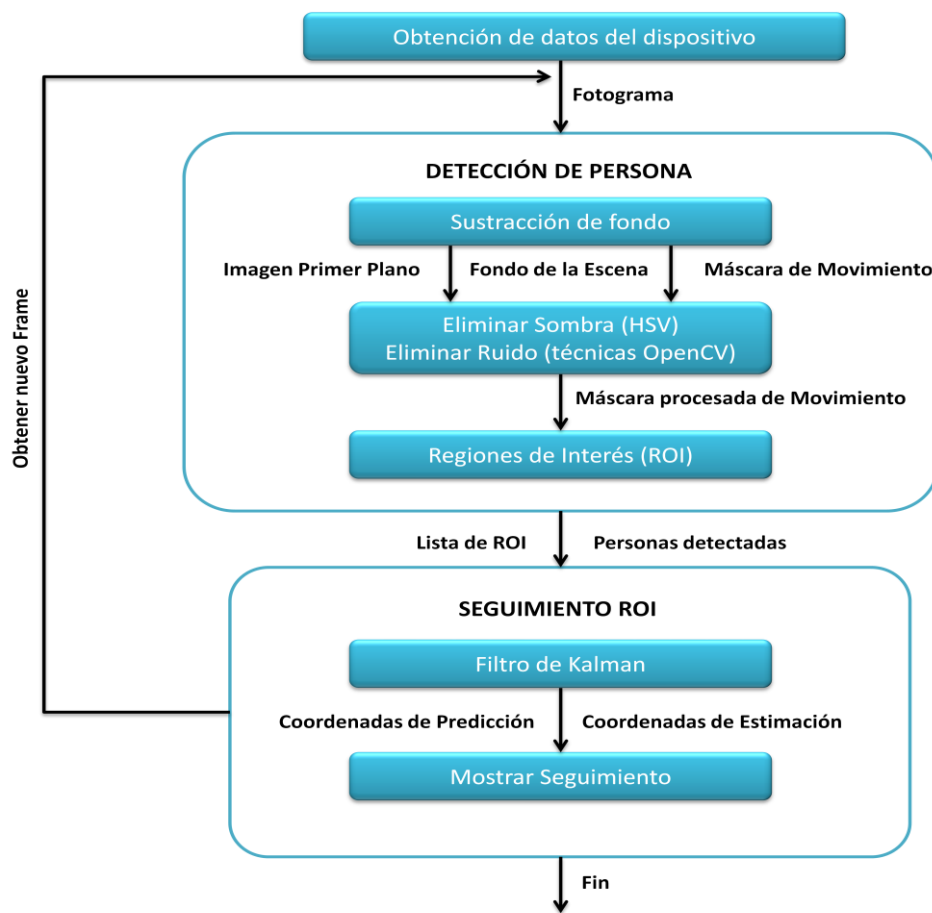 Obtención de datos del dispositivo
Fotograma
DETECCIÓN DE PERSONA
Sustracción de fondo
Imagen Primer Plano
Fondo de la Escena
Máscara de Movimiento
Eliminar Sombra (HSV)
Eliminar Ruido (técnicas OpenCV)
Máscara procesada de Movimiento
Regiones de Interés (ROI)
Lista de ROI
Personas detectadas
SEGUIMIENTO ROI
Filtro de Kalman
Coordenadas de Predicción
Coordenadas de Estimación
Mostrar Seguimiento
Fin
Obtener nuevo Frame